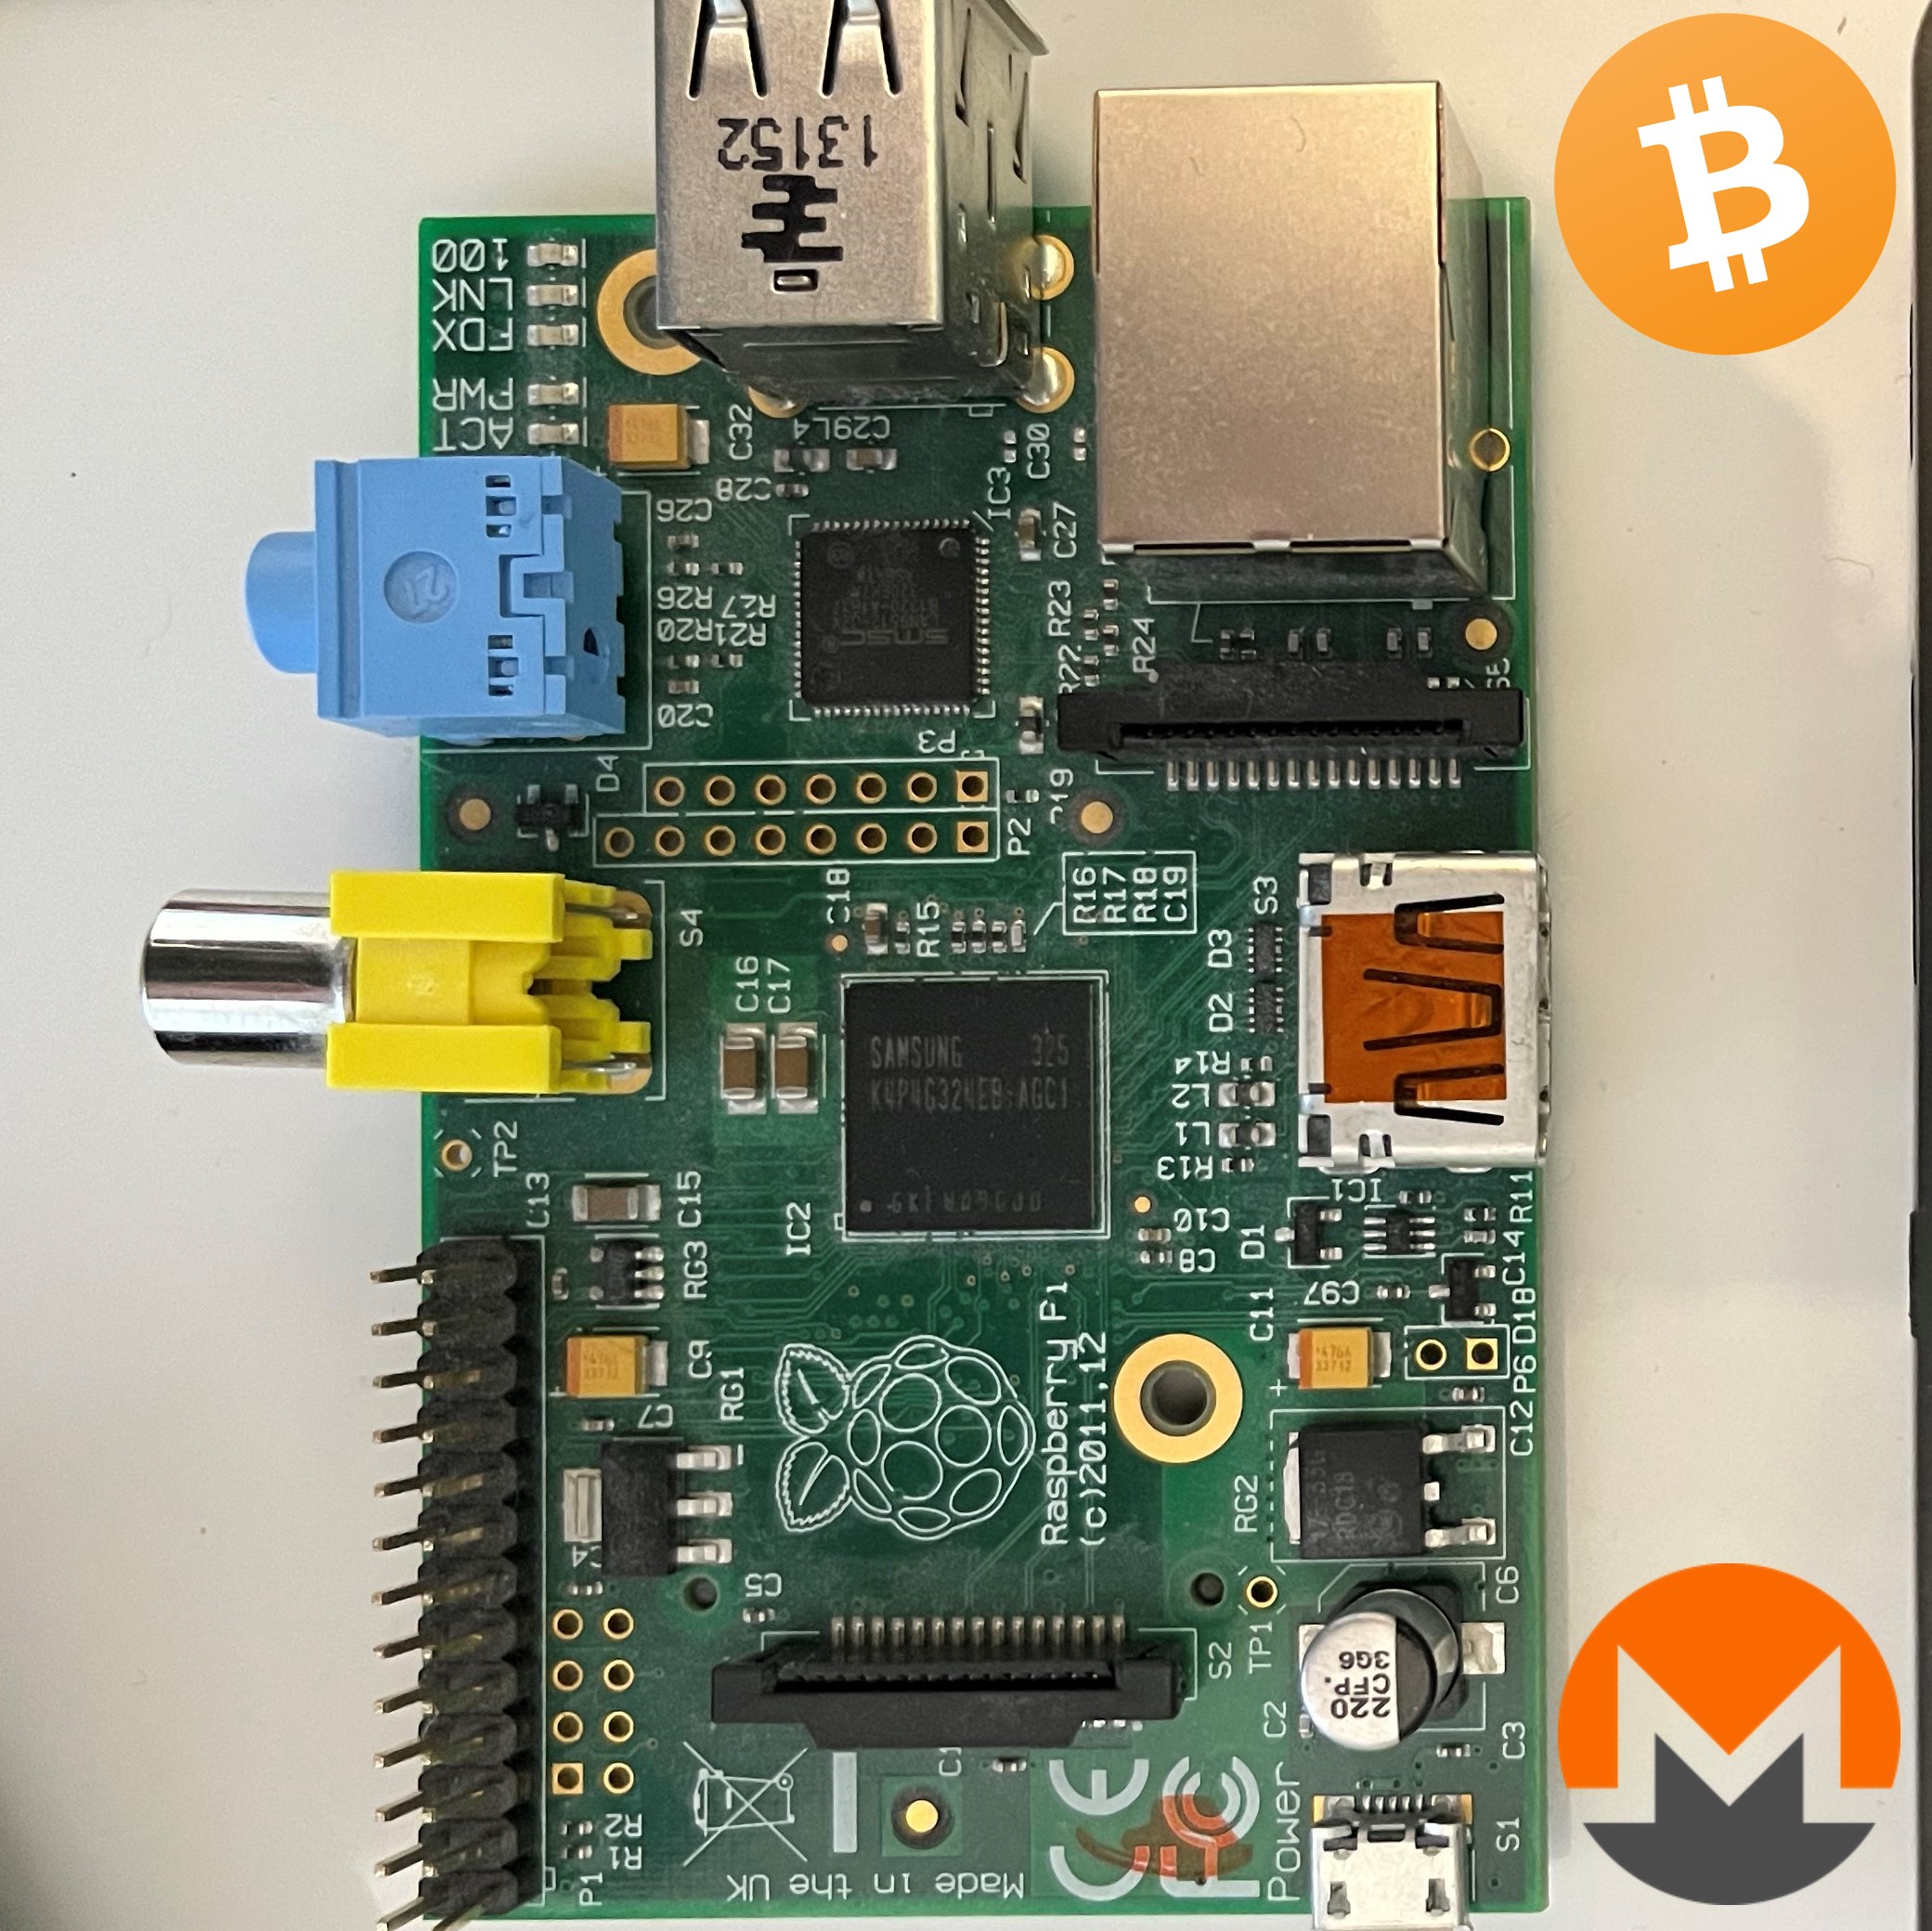 13152
100
LNK
FDX
PWR
ACT
C32
C29L4
C30
C28
IC3
C26
C27
R26
R27
R23
R21R20
R24
R22
smsc
C20
P3
D4
P2
C18
R15
R16
R17
R18
C19
S3
S4
D3
D2
C16
C17
SAMSUNG 325
K4P4G324EB-AGC1
R14
L2
L1
R13
TP2
C13
C15
IC2
C10
C8
D1
IC1
R11
C14
D18
RG3
C11
C97
P6
C12
C9
RG1
C7
Raspberry Pi
(c)2011,12
RG2
C5
C6
TP1
S2
C2
C3
R2
R1
P1
Made in the UK
CE
FC
Power
S1